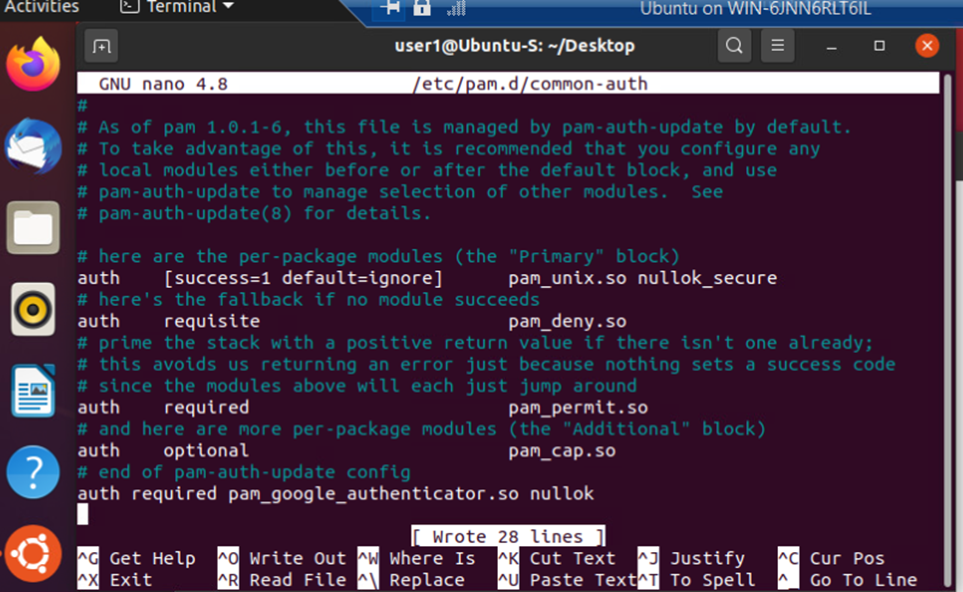 Activities
Terminal
Ubuntu on WIN-6JNN6RLT6IL
user1@Ubuntu-S: ~/Desktop
GNU nano 4.8 /etc/pam.d/common-auth
#
# As of pam 1.0.1-6, this file is managed by pam-auth-update by default.
# To take advantage of this, it is recommended that you configure any
# local modules either before or after the default block, and use
# pam-auth-update to manage selection of other modules.  See
# pam-auth-update(8) for details.
# here are the per-package modules (the "Primary" block)
auth    [success=1 default=ignore]      pam_unix.so nullok_secure
# here's the fallback if no module succeeds
auth    requisite                       pam_deny.so
# prime the stack with a positive return value if there isn't one already;
# this avoids us returning an error just because nothing sets a success code
# since the modules above will each just jump around
auth    required                        pam_permit.so
# and here are more per-package modules (the "Additional" block)
auth    optional                        pam_cap.so
# end of pam-auth-update config
auth required pam_google_authenticator.so nullok
[ Wrote 28 lines ]
^G Get Help ^O Write Out ^W Where Is ^K Cut Text ^J Justify ^C Cur Pos
^X Exit ^R Read File ^\ Replace ^U Paste Text ^T To Spell ^_ Go To Line